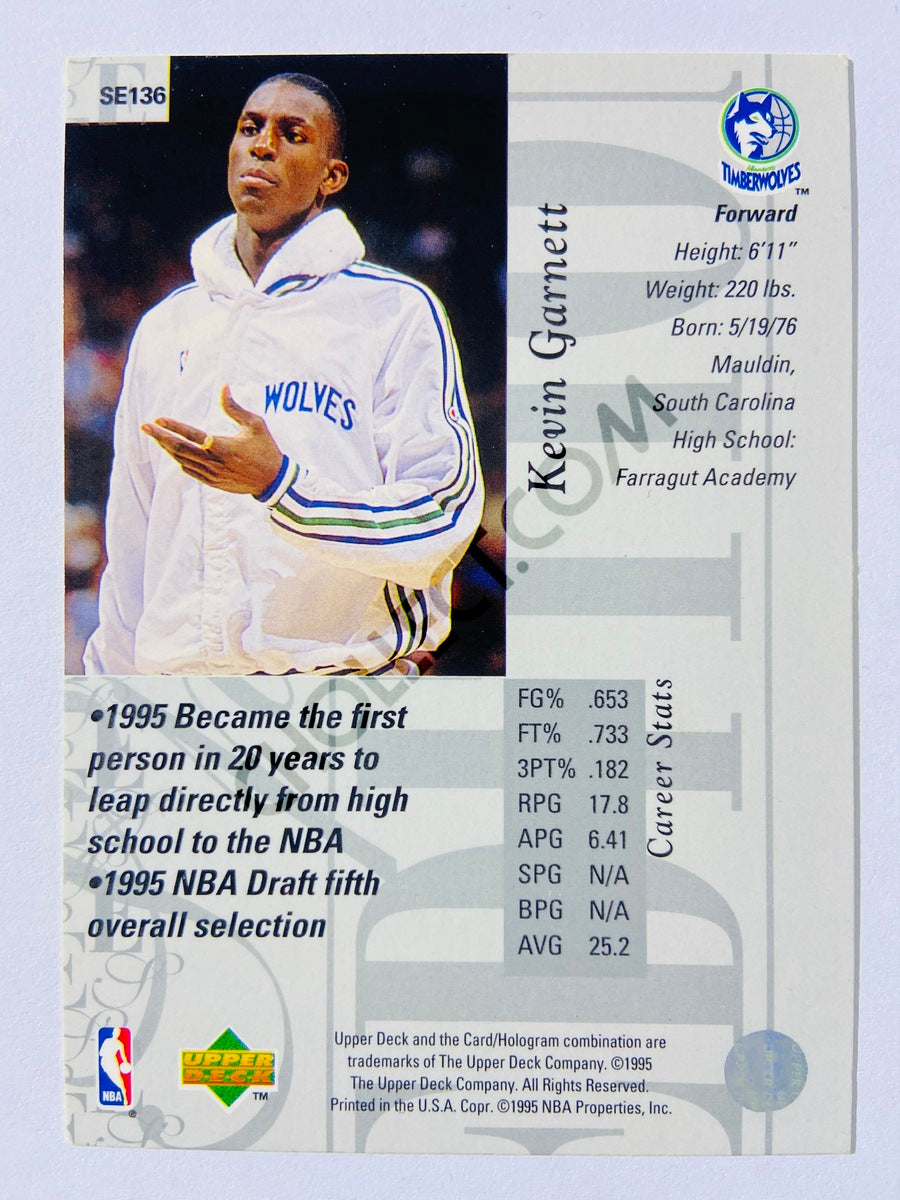 SE136
Minnesota
TIMBERWOLVES™
Forward
Height: 6'11"
Weight: 220 lbs.
Born: 5/19/76
Mauldin,
South Carolina
High School:
Farragut Academy
Kevin Garnett
WOLVES
•1995 Became the first
person in 20 years to
leap directly from high
school to the NBA
•1995 NBA Draft fifth
overall selection
Career Stats
FG% .653
FT% .733
3PT% .182
RPG 17.8
APG 6.41
SPG N/A
BPG N/A
AVG 25.2
NBA ®
UPPER
DECK ™
Upper Deck and the Card/Hologram combination are
trademarks of The Upper Deck Company. ©1995
The Upper Deck Company. All Rights Reserved.
Printed in the U.S.A. Copr. ©1995 NBA Properties, Inc.